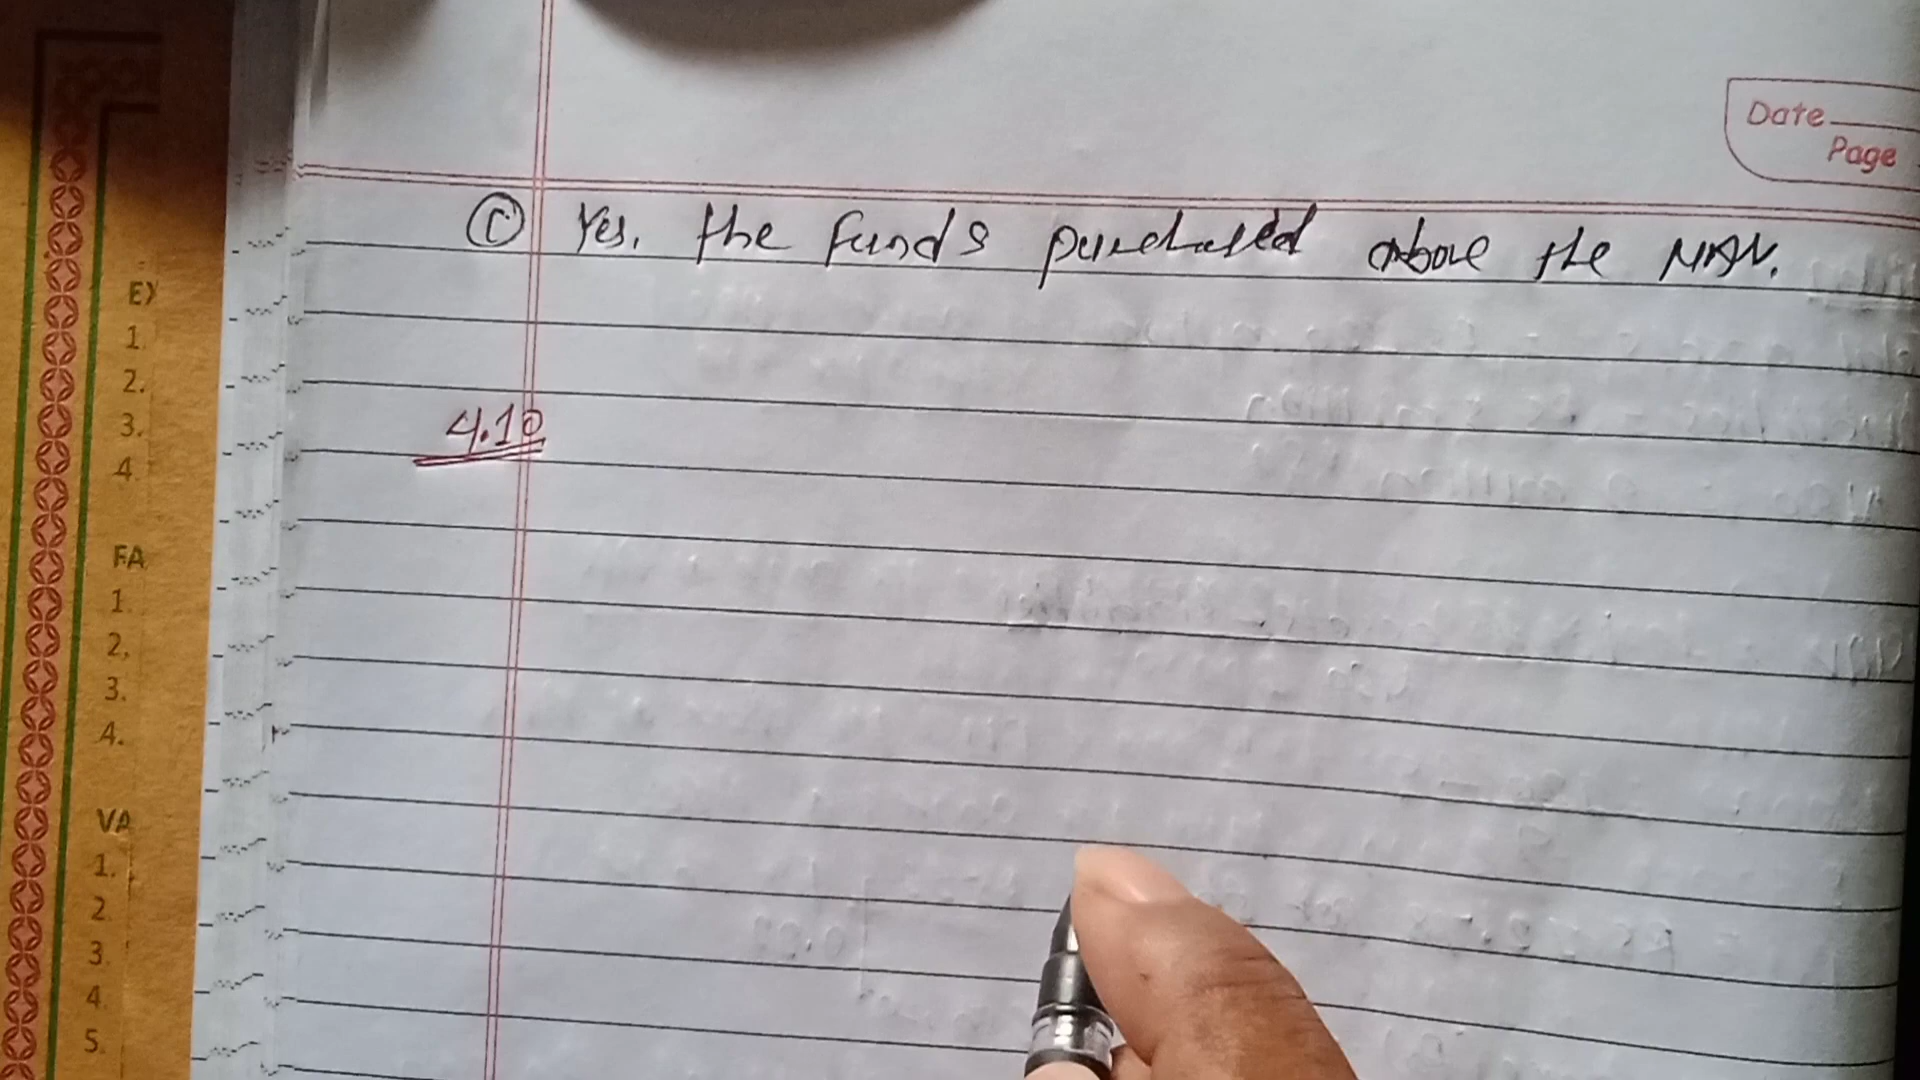 Date
Page
Ⓒ Yes, the funds purchased above the NAV.
4.10
EX
1.
2.
3.
4.
FA
1.
2.
3.
4.
VA
1.
2.
3.
4.
5.